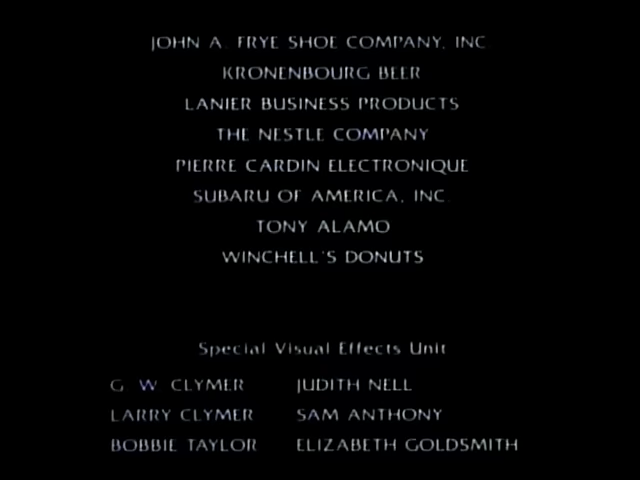 JOHN A. FRYE SHOE COMPANY, INC.
KRONENBOURG BEER
LANIER BUSINESS PRODUCTS
THE NESTLE COMPANY
PIERRE CARDIN ELECTRONIQUE
SUBARU OF AMERICA, INC.
TONY ALAMO
WINCHELL'S DONUTS
Special Visual Effects Unit
G. W. CLYMER JUDITH NELL
LARRY CLYMER SAM ANTHONY
BOBBIE TAYLOR ELIZABETH GOLDSMITH